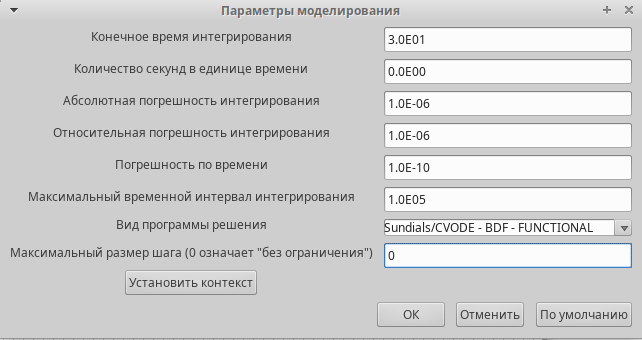 Параметры моделирования
Конечное время интегрирования 3.0E01
Количество секунд в единице времени 0.0E00
Абсолютная погрешность интегрирования 1.0E-06
Относительная погрешность интегрирования 1.0E-06
Погрешность по времени 1.0E-10
Максимальный временной интервал интегрирования 1.0E05
Вид программы решения Sundials/CVODE - BDF - FUNCTIONAL
Максимальный размер шага (0 означает "без ограничения") 0
Установить контекст
ОК Отменить По умолчанию